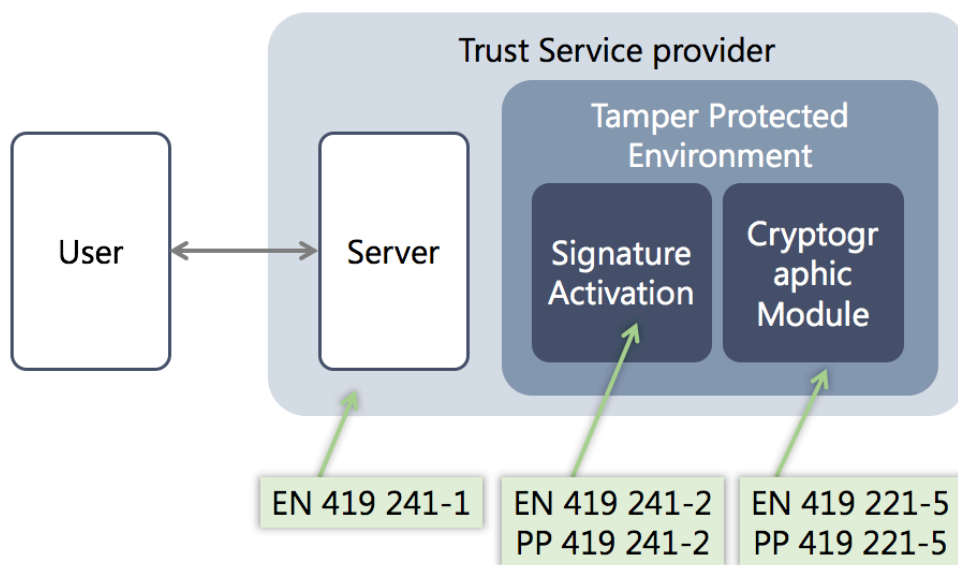 Trust Service provider
Tamper Protected
Environment
User
Server
Signature
Activation
Cryptogr
aphic
Module
EN 419 241-1
EN 419 241-2
PP 419 241-2
EN 419 221-5
PP 419 221-5